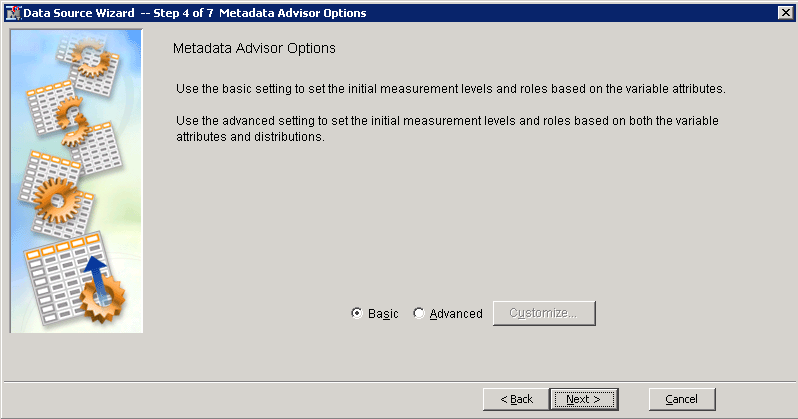 Data Source Wizard -- Step 4 of 7 Metadata Advisor Options
Metadata Advisor Options
Use the basic setting to set the initial measurement levels and roles based on the variable attributes.
Use the advanced setting to set the initial measurement levels and roles based on both the variable
attributes and distributions.
Basic Advanced Customize...
< Back Next > Cancel